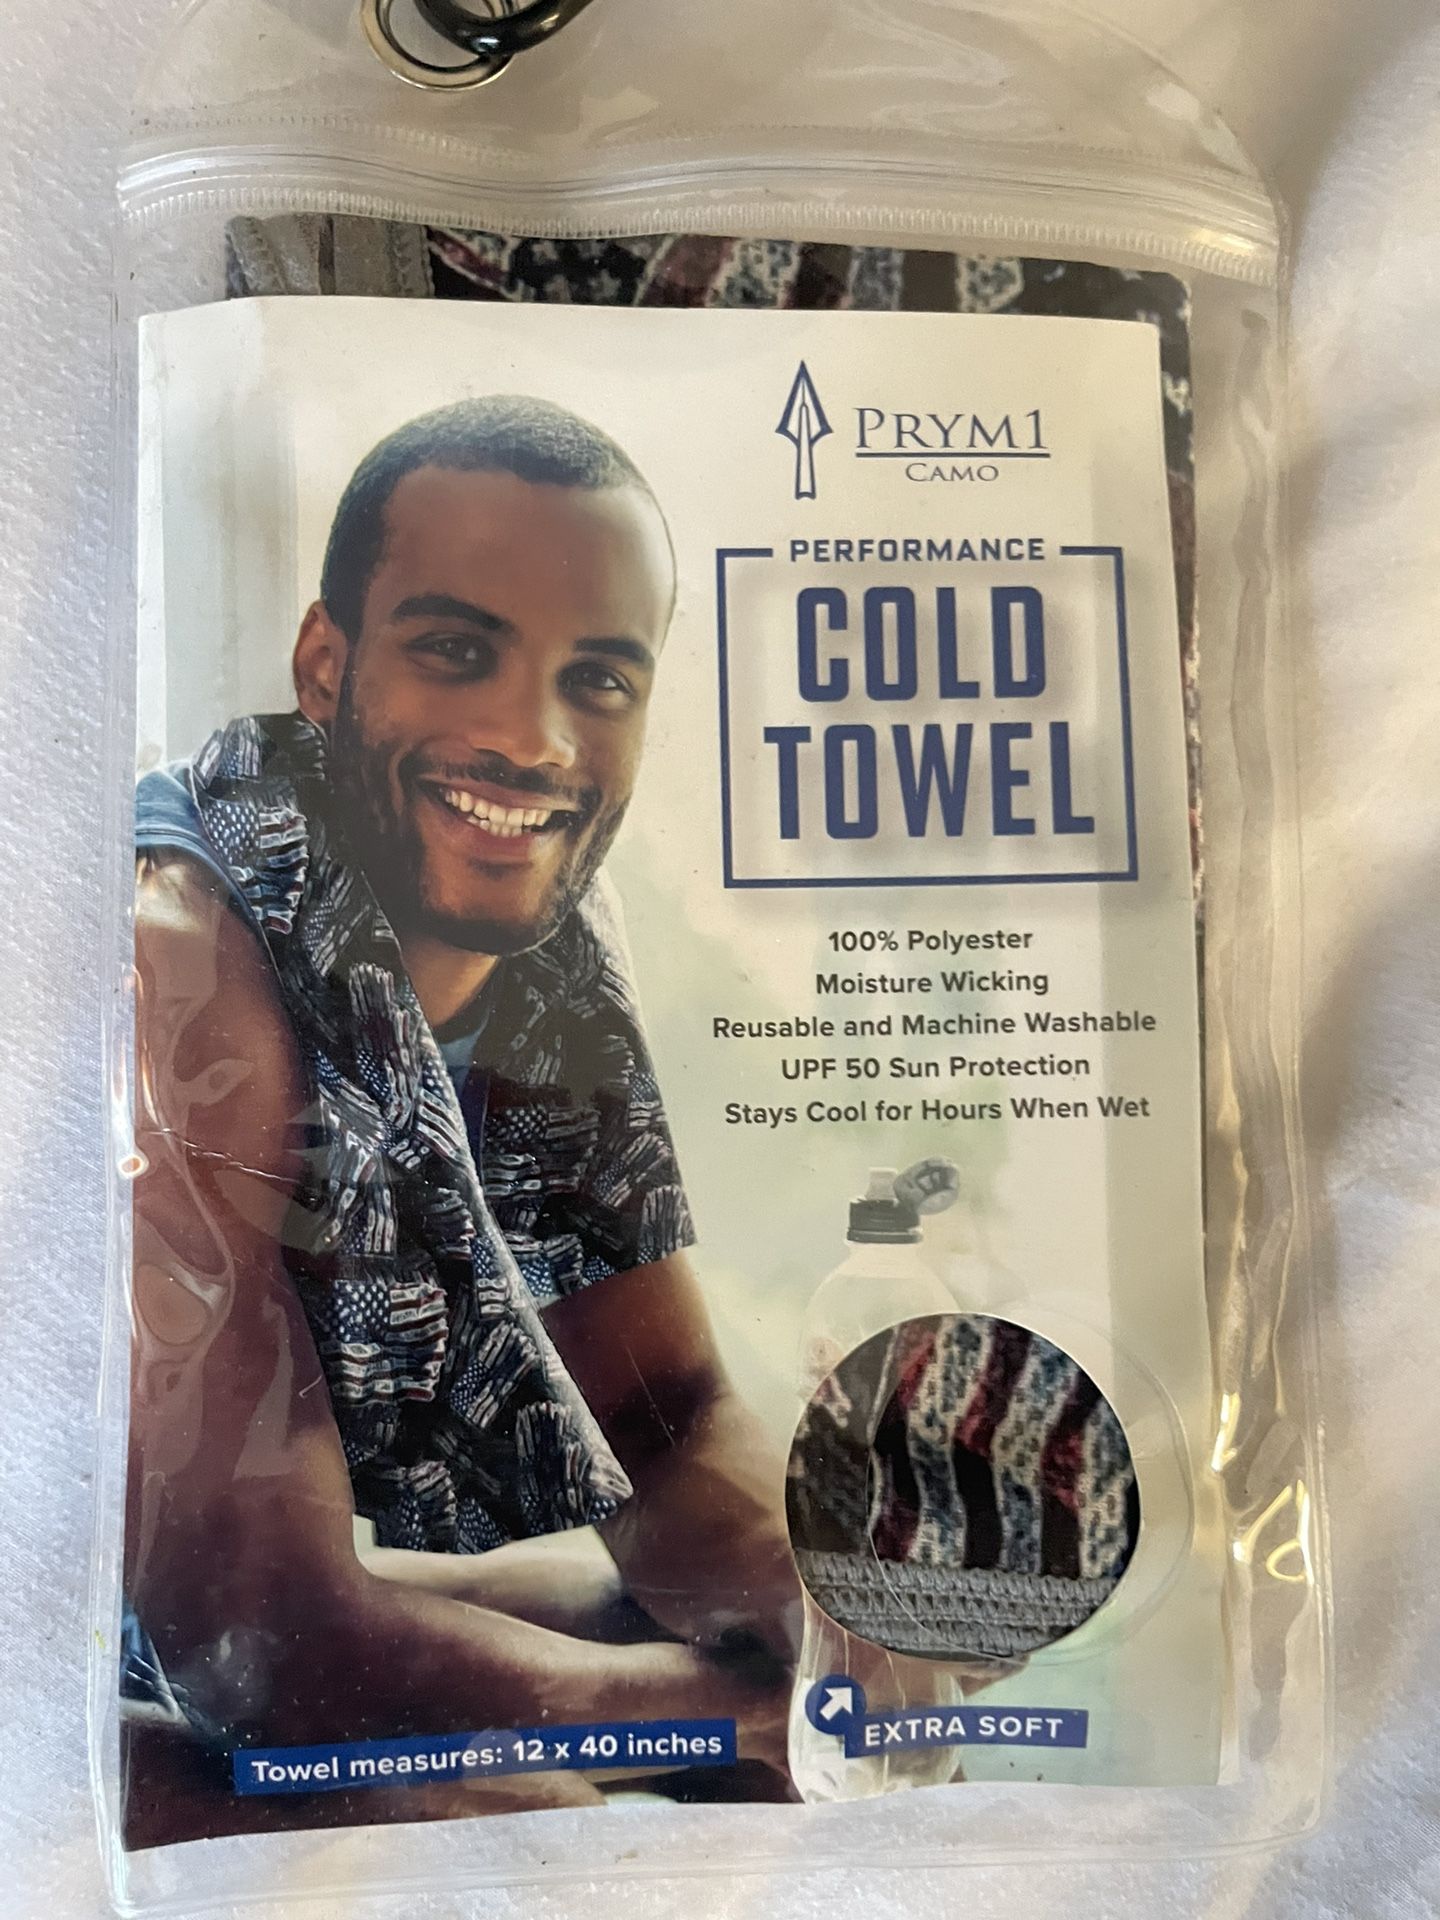 PRYM1
CAMO
PERFORMANCE
COLD
TOWEL
100% Polyester
Moisture Wicking
Reusable and Machine Washable
UPF 50 Sun Protection
Stays Cool for Hours When Wet
EXTRA SOFT
Towel measures: 12 x 40 inches